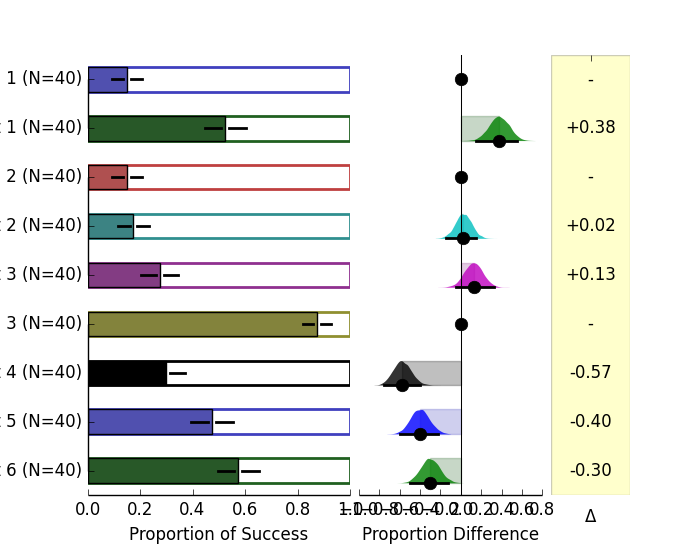 1 (N=40) -
1 (N=40) +0.38
2 (N=40) -
2 (N=40) +0.02
3 (N=40) +0.13
3 (N=40) -
4 (N=40) -0.57
5 (N=40) -0.40
6 (N=40) -0.30
0.0 0.2 0.4 0.6 0.8 1.0 -0.8 -0.6 -0.4 -0.2 0.0 0.2 0.4 0.6 0.8
Δ
Proportion of Success Proportion Difference